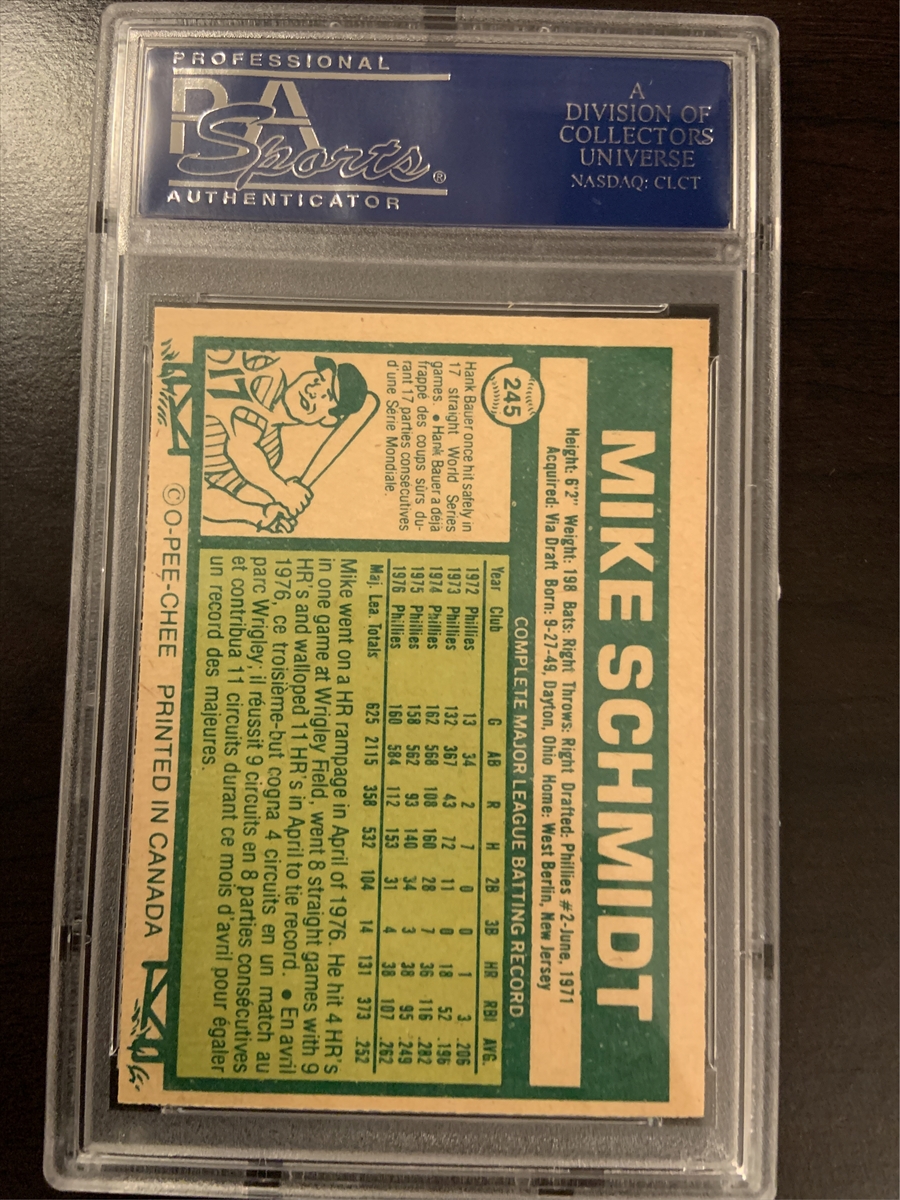 PROFESSIONAL
PSA
Sports®
AUTHENTICATOR
A
DIVISION OF
COLLECTORS
UNIVERSE
NASDAQ: CLCT
MIKE SCHMIDT
Height: 6'2" Weight: 198 Bats: Right Throws: Right Drafted: Phillies #2-June, 1971
Acquired: Via Draft Born: 9-27-49, Dayton, Ohio Home: West Berlin, New Jersey
245
COMPLETE MAJOR LEAGUE BATTING RECORD
Year Club G AB R H 2B 3B HR RBI AVG.
1972 Phillies 13 34 2 7 0 0 1 3 .206
1973 Phillies 132 367 43 72 11 0 18 52 .196
1974 Phillies 162 568 108 160 28 7 36 116 .282
1975 Phillies 158 562 93 140 34 3 38 95 .249
1976 Phillies 160 584 112 153 31 4 38 107 .262
Maj. Lea. Totals 625 2115 358 532 104 14 131 373 .252
Hank Bauer once hit safely in
17 straight World Series
games. • Hank Bauer a déjà
frappé des coups sûrs du-
rant 17 parties consécutives
d'une Série Mondiale.
17
Mike went on a HR rampage in April of 1976. He hit 4 HR's
in one game at Wrigley Field, went 8 straight games with 9
HR's and walloped 11 HR's in April to tie record. • En avril
1976, ce troisième-but cogna 4 circuits en un match au
parc Wrigley; il réussit 9 circuits en 8 parties consécutives
et contribua 11 circuits durant ce mois d'avril pour égaler
un record des majeures.
©O-PEE-CHEE PRINTED IN CANADA